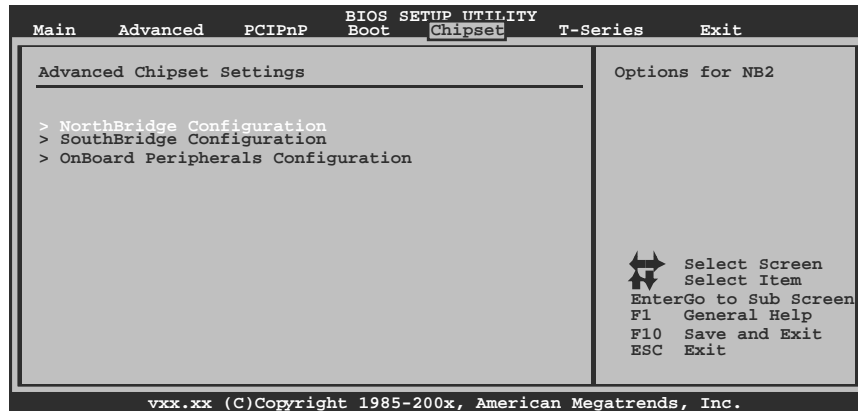 BIOS SETUP UTILITY
Main Advanced PCIPnP Boot Chipset T-Series Exit
Advanced Chipset Settings
> NorthBridge Configuration
> SouthBridge Configuration
> OnBoard Peripherals Configuration
Options for NB2
Select Screen
Select Item
EnterGo to Sub Screen
F1 General Help
F10 Save and Exit
ESC Exit
vxx.xx (C)Copyright 1985-200x, American Megatrends, Inc.